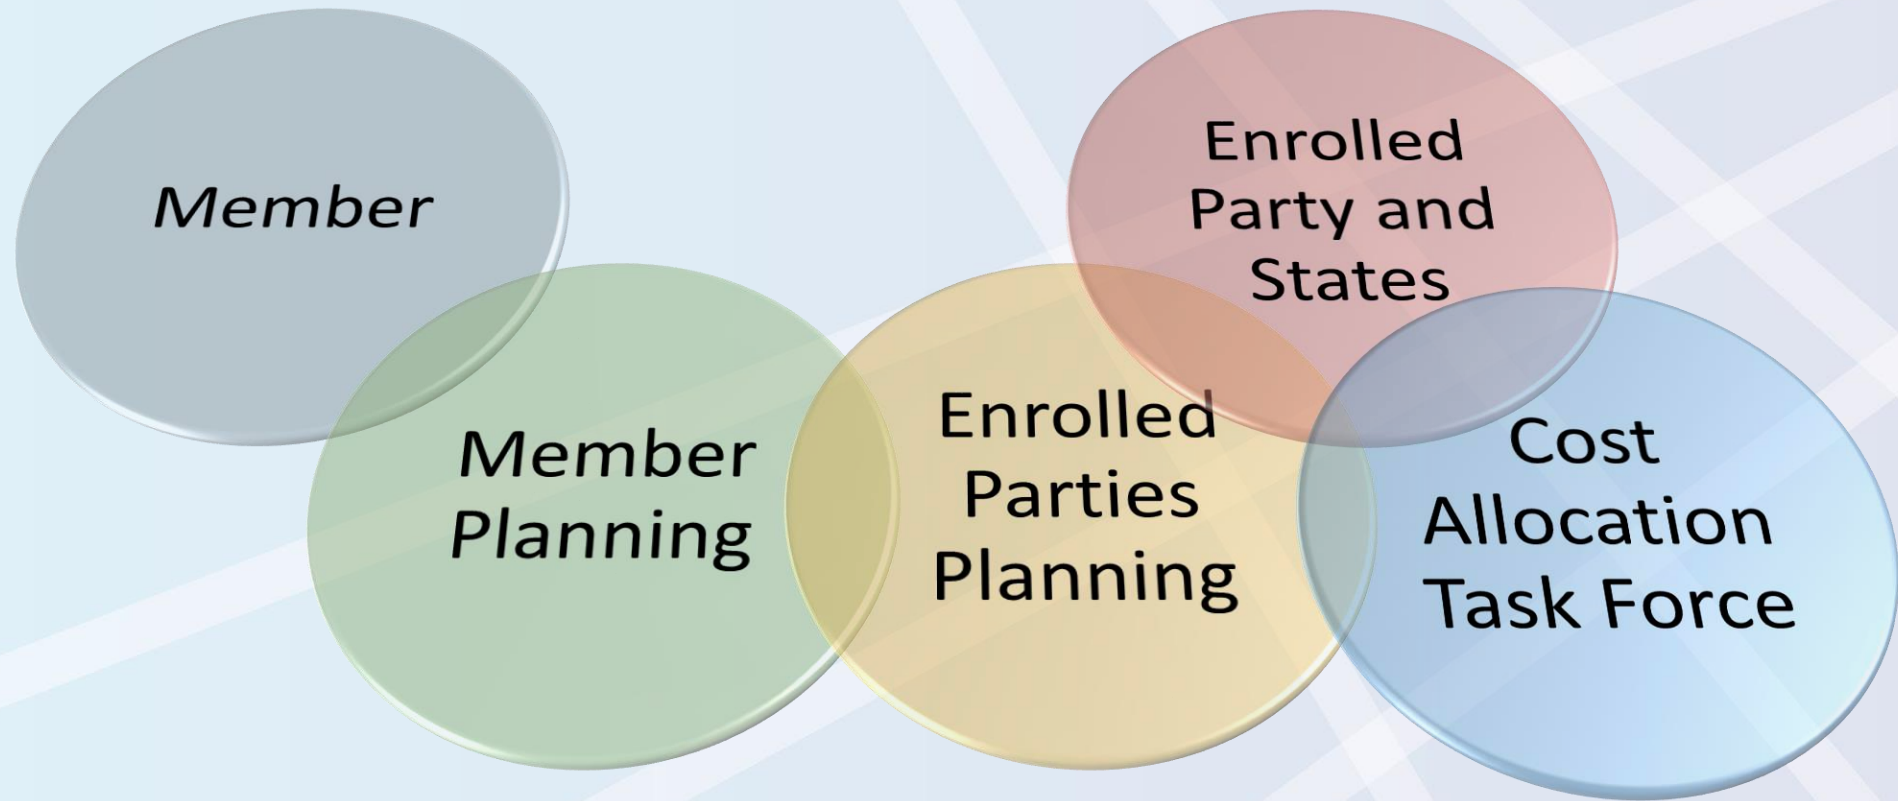 Member
Member
Planning
Enrolled
Parties
Planning
Enrolled
Party and
States
Cost
Allocation
Task Force